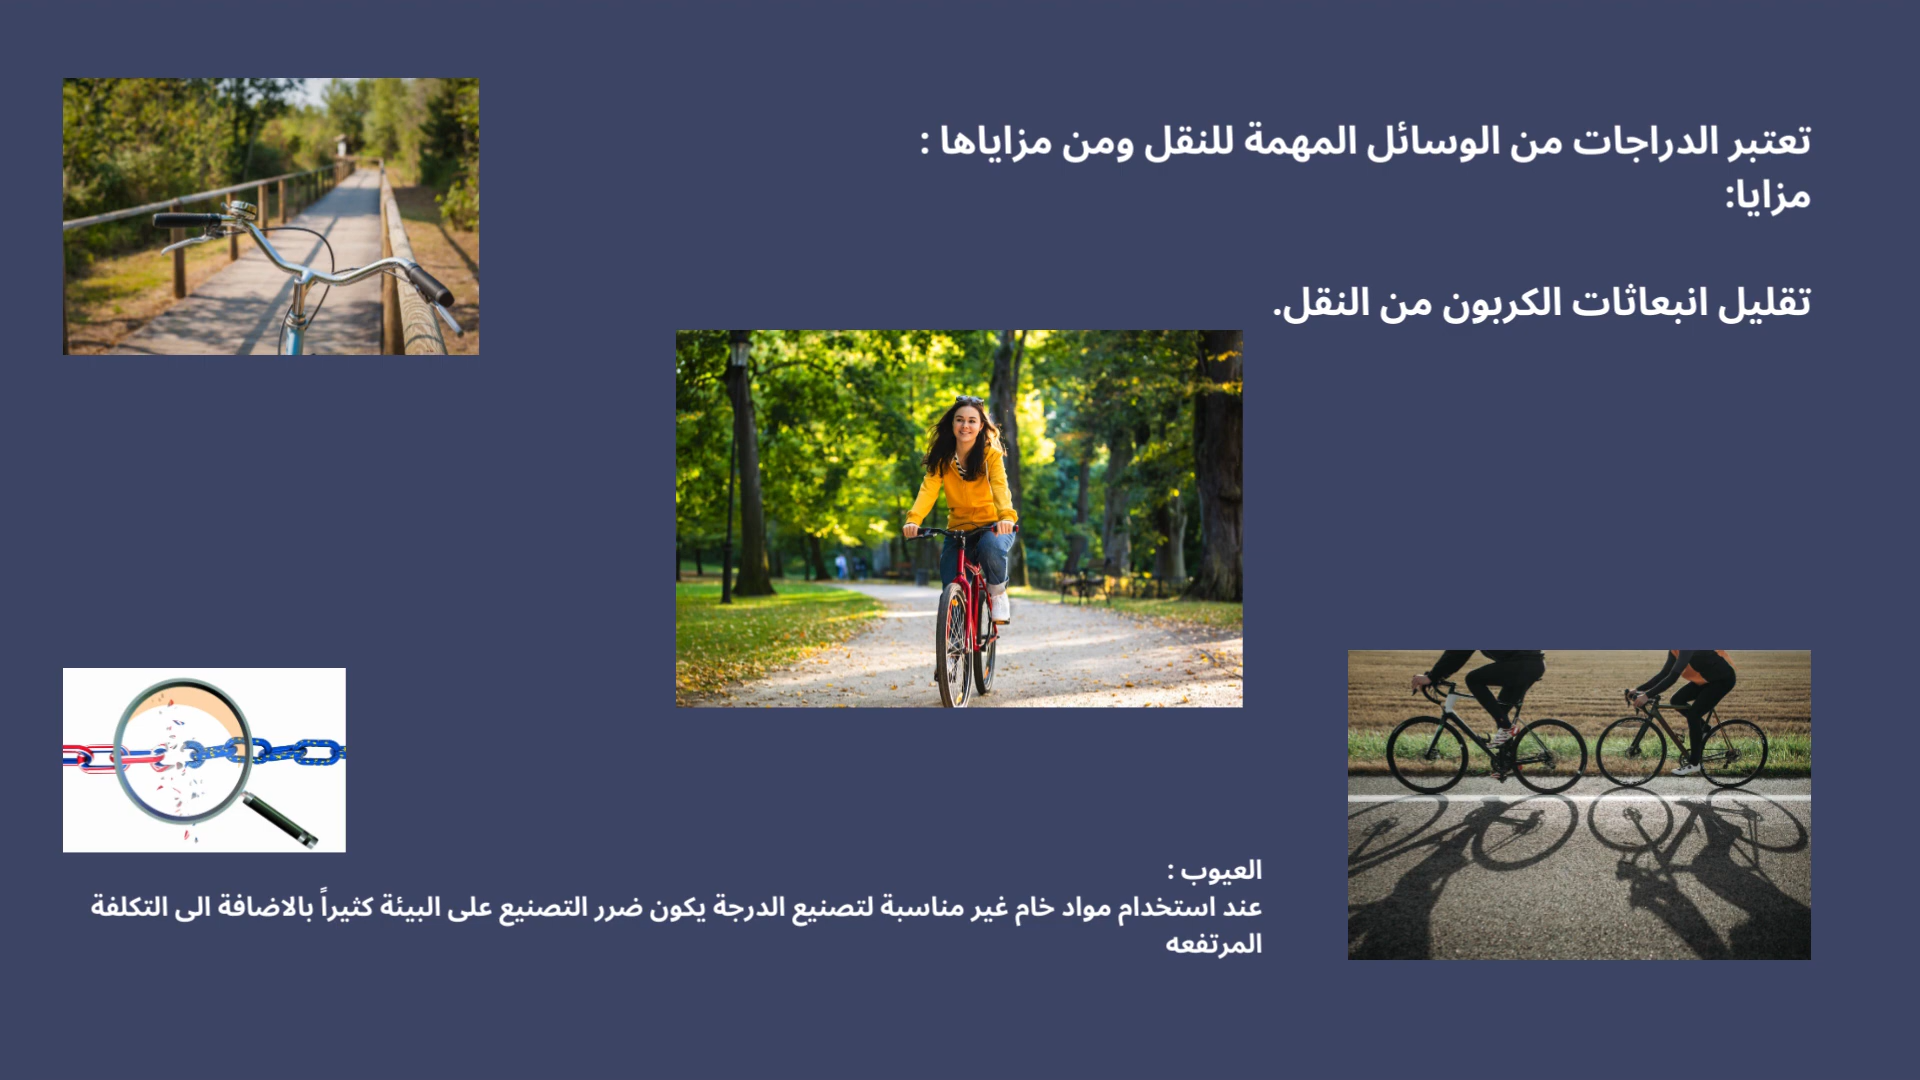 تعتبر الدراجات من الوسائل المهمة للنقل ومن مزاياها :
مزايا:
تقليل انبعاثات الكربون من النقل.
العيوب :
عند استخدام مواد خام غير مناسبة لتصنيع الدرجة يكون ضرر التصنيع على البيئة كثيراً بالاضافة الى التكلفة
المرتفعه